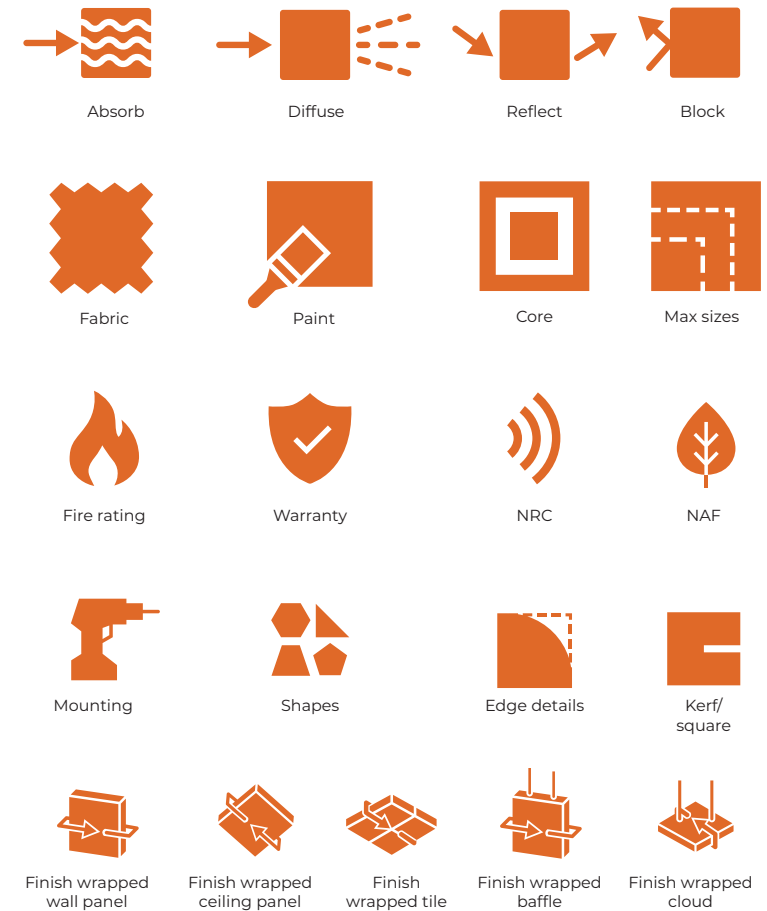 Absorb
Diffuse
Reflect
Block
Fabric
Paint
Core
Max sizes
Fire rating
Warranty
NRC
NAF
Mounting
Shapes
Edge details
Kerf/
square
Finish wrapped
wall panel
Finish wrapped
ceiling panel
Finish
wrapped tile
Finish wrapped
baffle
Finish wrapped
cloud